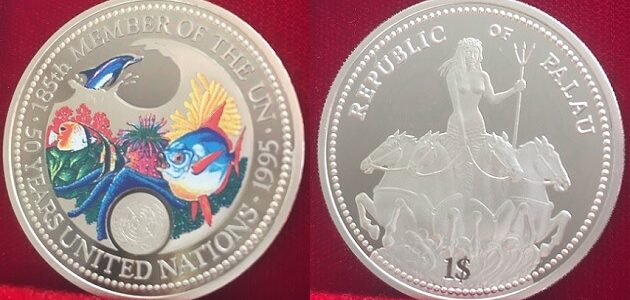 185th MEMBER OF THE UN · 1995 ·
50 YEARS UNITED NATIONS ·
REPUBLIC OF PALAU
1$